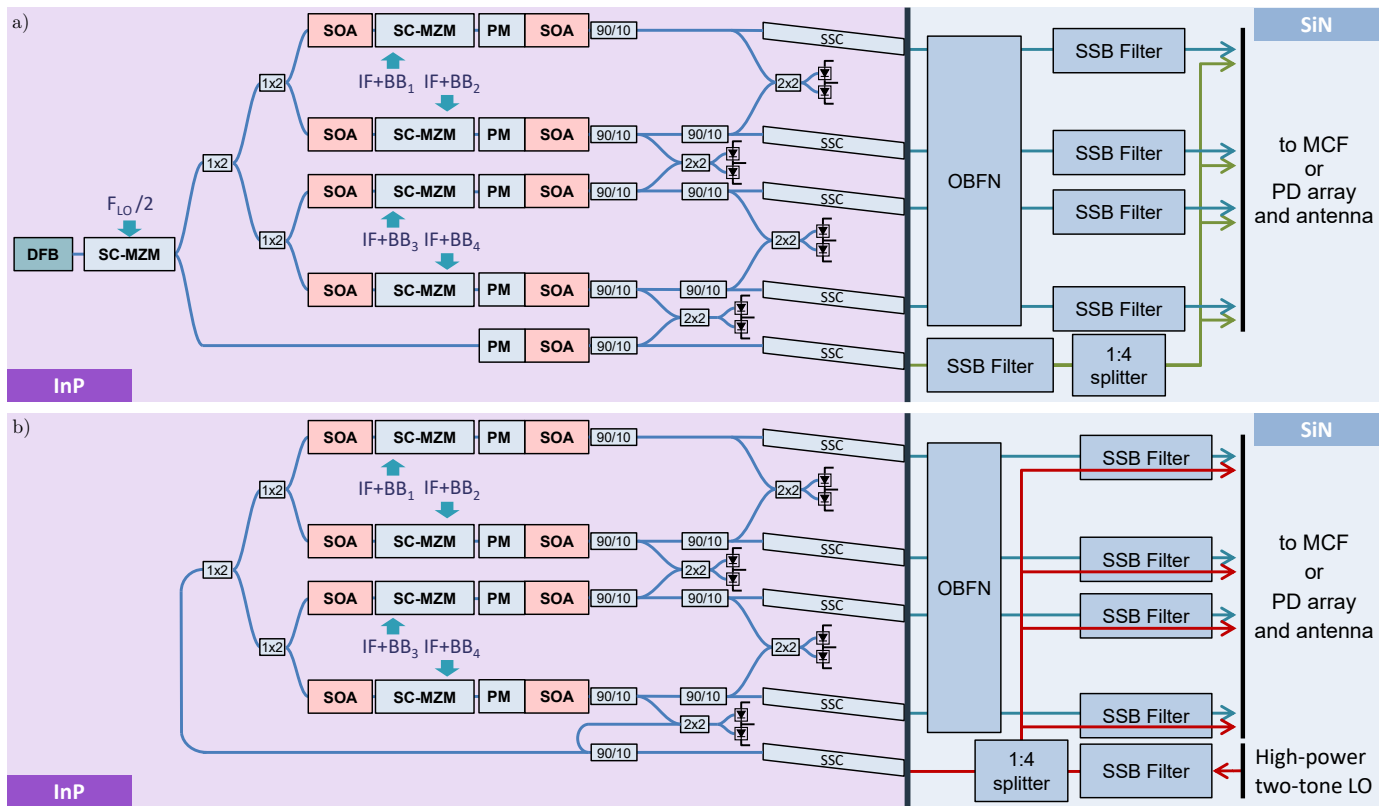 a)
SOA SC-MZM PM SOA 90/10 SSC
SiN
SSB Filter
1x2
IF+BB1 IF+BB2
2x2
SOA SC-MZM PM SOA 90/10 90/10 SSC
SSB Filter
1x2
2x2
OBFN
to MCF
or
PD array
and antenna
SOA SC-MZM PM SOA 90/10 90/10 SSC
SSB Filter
FLO/2
1x2
IF+BB3 IF+BB4
2x2
DFB SC-MZM
SOA SC-MZM PM SOA 90/10 90/10 SSC
SSB Filter
2x2
PM SOA 90/10 SSC
SSB Filter
1:4
splitter
InP
b)
SOA SC-MZM PM SOA 90/10 SSC
SiN
SSB Filter
1x2
IF+BB1 IF+BB2
2x2
SOA SC-MZM PM SOA 90/10 90/10 SSC
SSB Filter
1x2
2x2
OBFN
to MCF
or
PD array
and antenna
SOA SC-MZM PM SOA 90/10 90/10 SSC
SSB Filter
1x2
IF+BB3 IF+BB4
2x2
SOA SC-MZM PM SOA 90/10 90/10 SSC
SSB Filter
2x2
90/10 SSC
1:4
splitter
SSB Filter
High-power
two-tone LO
InP